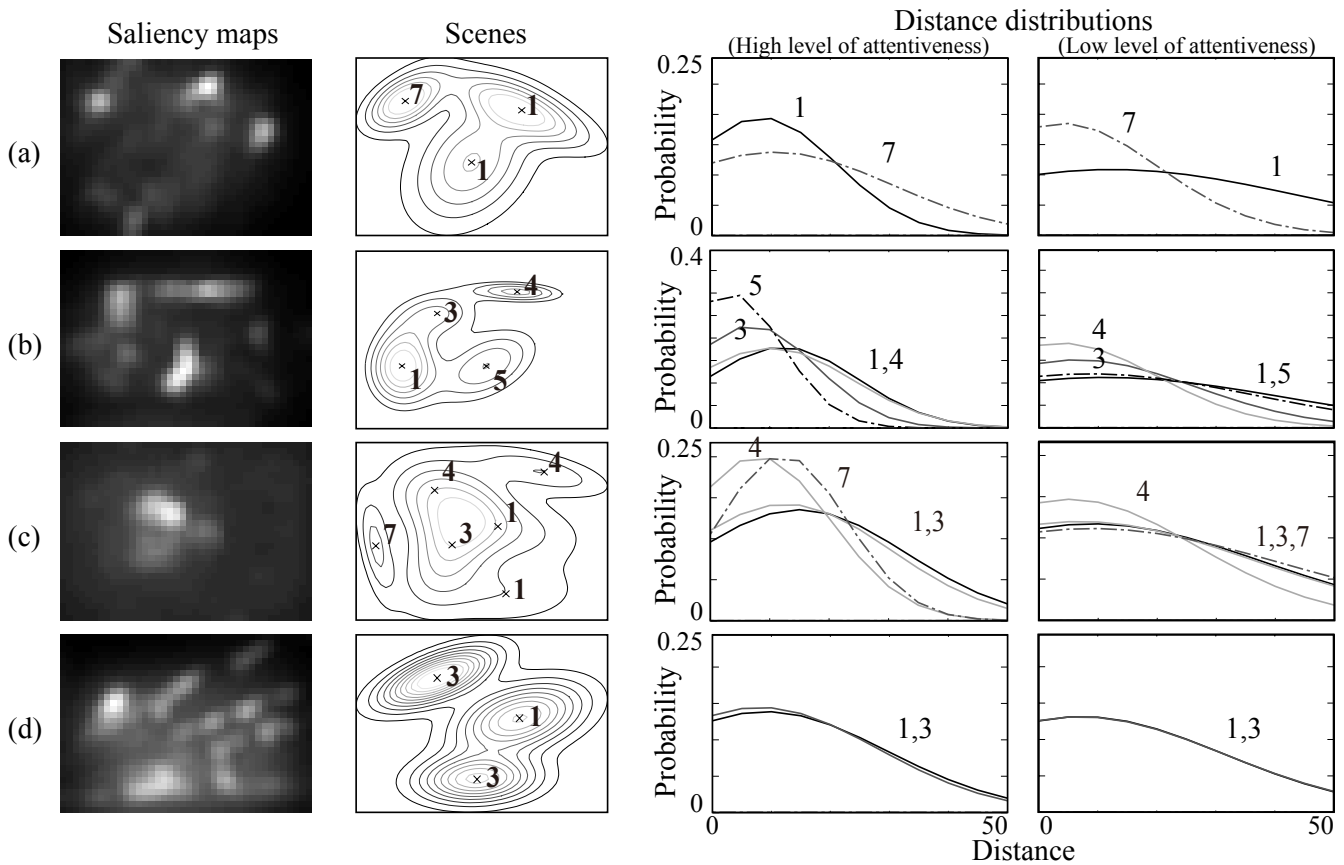 Distance distributions
Saliency maps Scenes (High level of attentiveness) (Low level of attentiveness)
(a) 7 1 1 Probability 0.25 0 1 7 7 1
(b) 4 3 1 5 Probability 0.4 0 5 3 1,4 4 3 1,5
(c) 4 4 7 1 3 1 Probability 0.25 0 4 7 1,3 4 1,3,7
(d) 3 1 3 Probability 0.25 0 1,3 1,3
0 50 0 50
Distance